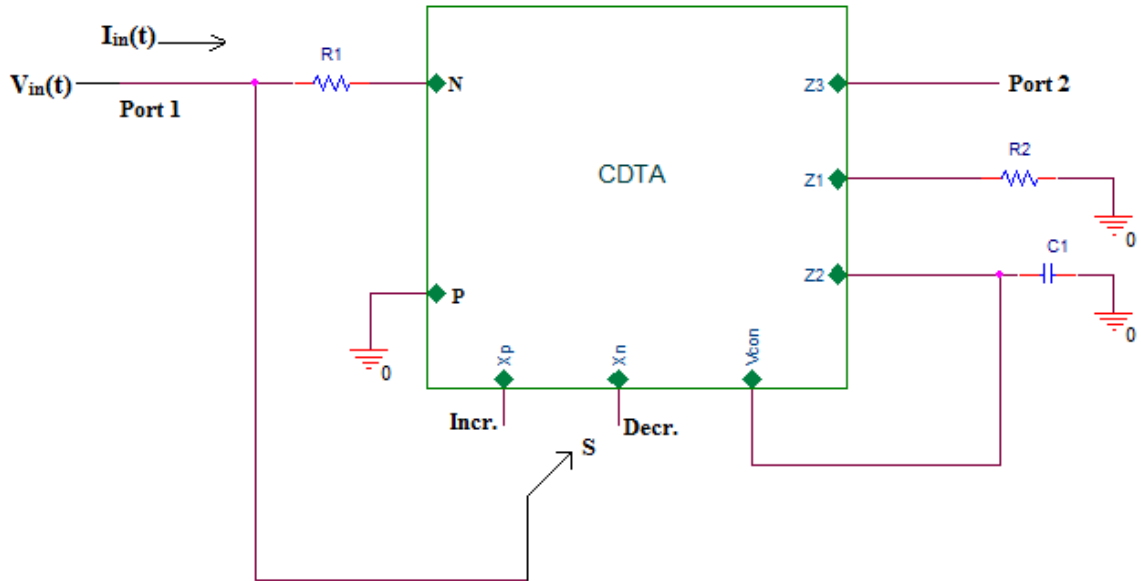 Iin(t)
R1
Vin(t)
Port 1
N
Z3
Port 2
CDTA
Z1
R2
0
Z2
C1
0
P
0
Xp
Xn
Vcon
Incr.
Decr.
S